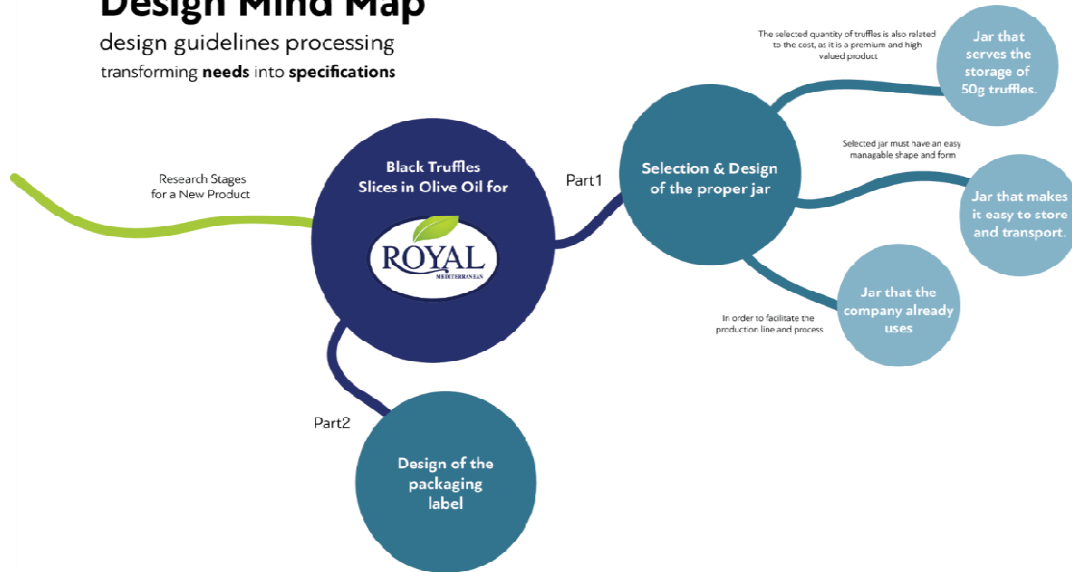 Design Mind Map
design guidelines processing
transforming needs into specifications
Research Stages
for a New Product
Black Truffles
Slices in Olive Oil for
ROYAL
MEDITERRANEAN
Part1
Selection & Design
of the proper jar
The selected quantity of truffles is also related
to the cost, as it is a premium and high
valued product
Jar that
serves the
storage of
50g truffles.
Selected jar must have an easy
managable shape and form
Jar that makes
it easy to store
and transport.
In order to facilitate the
production line and process
Jar that the
company already
uses
Part2
Design of the
packaging
label